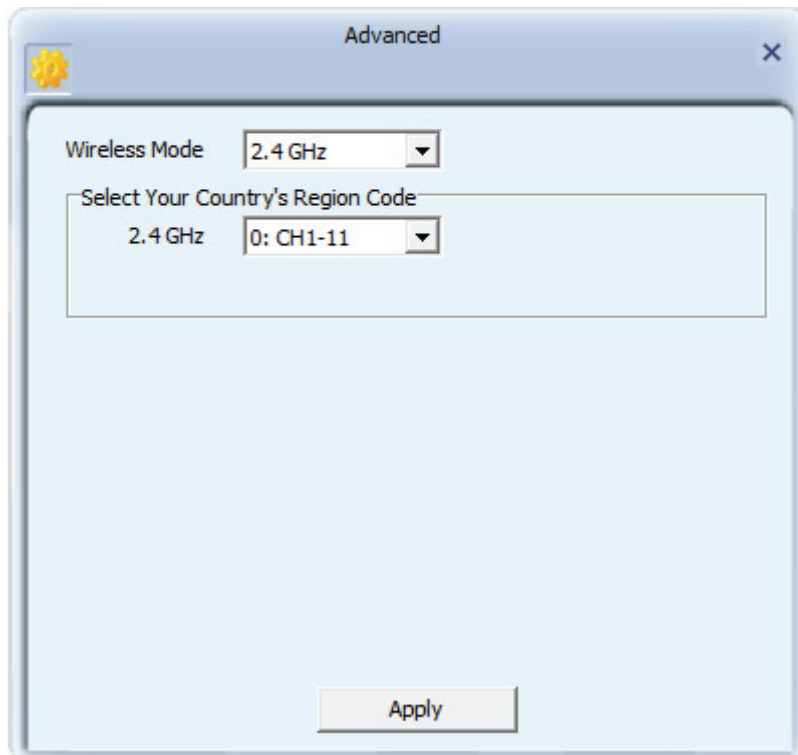 Advanced
Wireless Mode 2.4 GHz
Select Your Country's Region Code
2.4 GHz 0: CH1-11
Apply